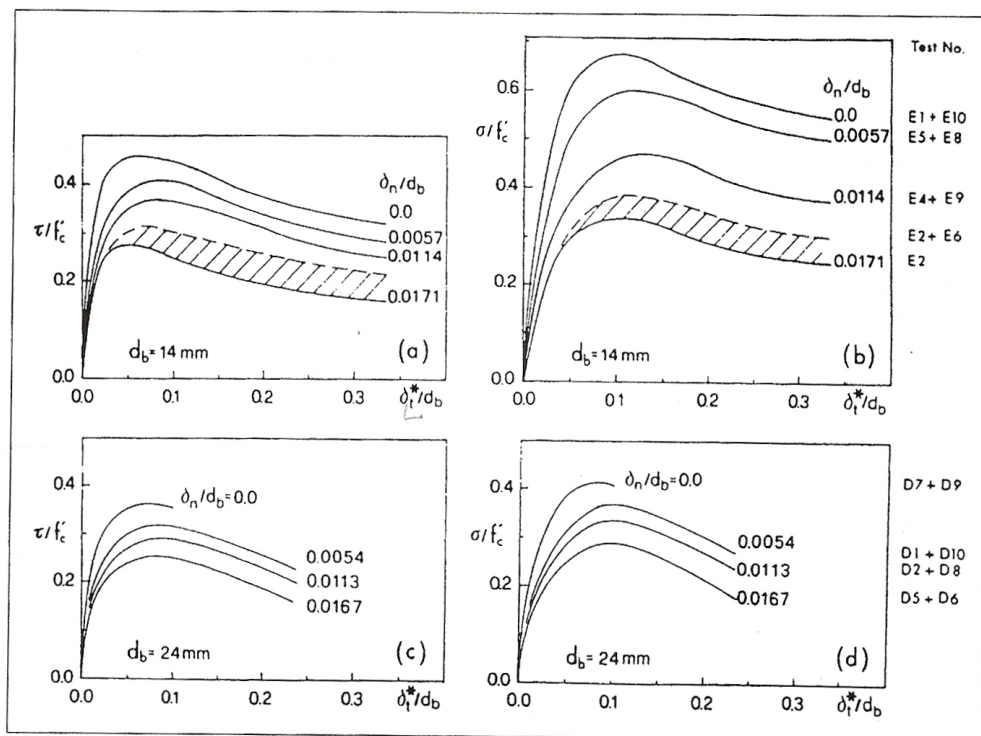 Test No.
0.6
δn/db
0.0
E1 + E10
σ/f'c
0.0057
E5 + E8
0.4
0.0114
E4 + E9
E2 + E6
0.2
0.0171
E2
db = 14 mm
(b)
0.0
0.0
0.1
0.2
0.3
δt*/db
0.4
δn/db
τ/f'c
0.0
0.0057
0.0114
0.2
0.0171
db = 14 mm
(a)
0.0
0.0
0.1
0.2
0.3
δt*/db
0.4
δn/db=0.0
τ/f'c
0.0054
0.2
0.0113
0.0167
db = 24 mm
(c)
0.0
0.0
0.1
0.2
0.3
δt*/db
δn/db=0.0
0.4
D7 + D9
σ/f'c
0.0054
D1 + D10
0.2
0.0113
D2 + D8
0.0167
D5 + D6
db = 24 mm
(d)
0.0
0.0
0.1
0.2
0.3
δt*/db